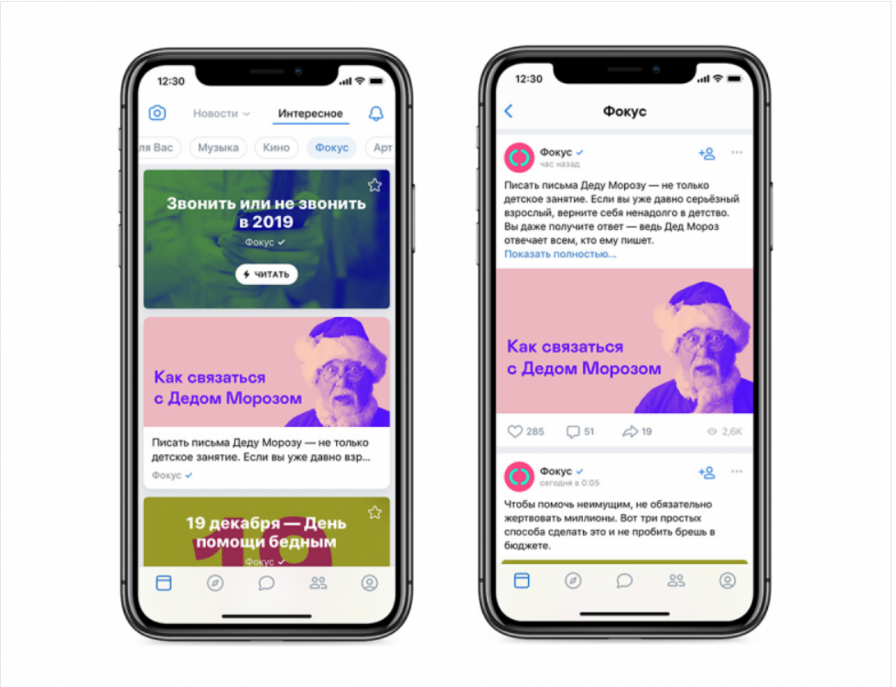 12:30
Новости
Интересное
ля Вас
Музыка
Кино
Фокус
Арт
Звонить или не звонить
в 2019
Фокус
ЧИТАТЬ
Как связаться
с Дедом Морозом
Писать письма Деду Морозу — не только
детское занятие. Если вы уже давно взр...
Фокус
19
19 декабря — День
помощи бедным
Фокус
12:30
Фокус
Фокус
час назад
Писать письма Деду Морозу — не только
детское занятие. Если вы уже давно серьёзный
взрослый, верните себя ненадолго в детство.
Вы даже получите ответ — ведь Дед Мороз
отвечает всем, кто ему пишет.
Показать полностью...
Как связаться
с Дедом Морозом
285
51
19
2,6K
Фокус
сегодня в 0:05
Чтобы помочь неимущим, не обязательно
жертвовать миллионы. Вот три простых
способа сделать это и не пробить брешь в
бюджете.